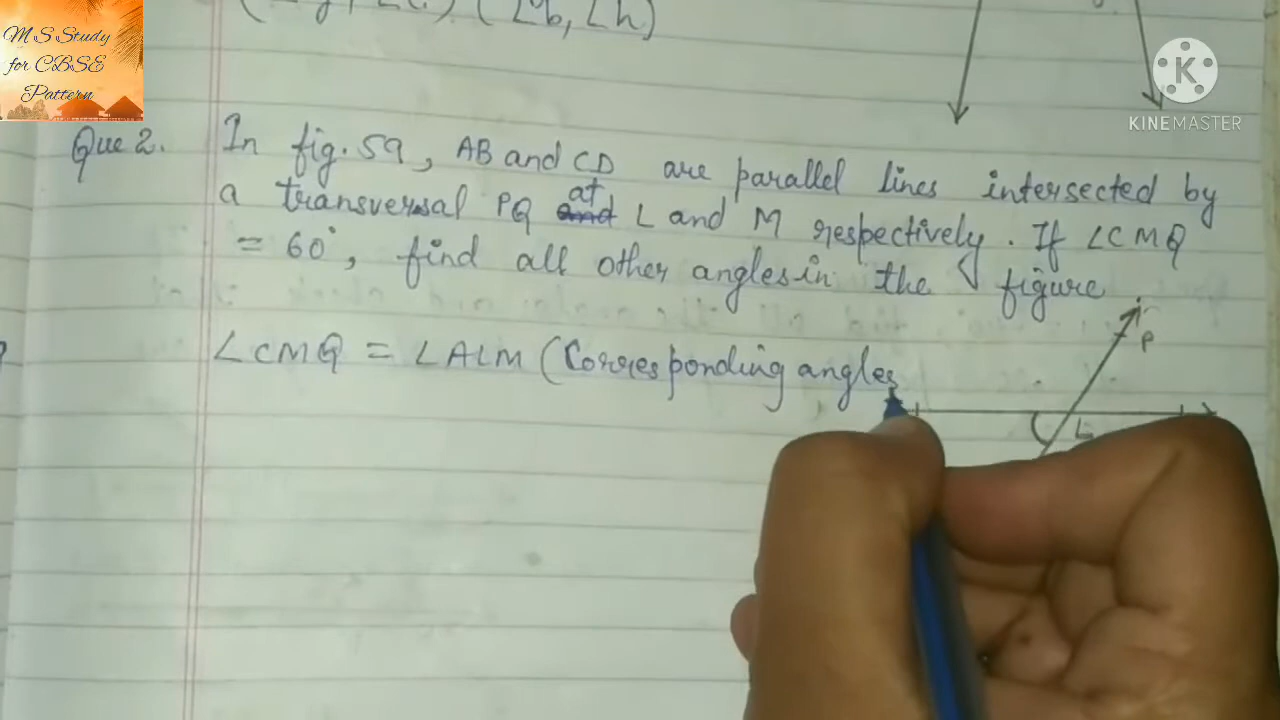 M.S Study
for CBSE
Pattern
(∠b, ∠h)
KINEMASTER
Que 2. In fig. 59, AB and CD are parallel lines intersected by
a transversal PQ at L and M respectively. If ∠CMQ
= 60°, find all other angles in the figure
P
∠CMQ = ∠ALM (Corresponding angles
L